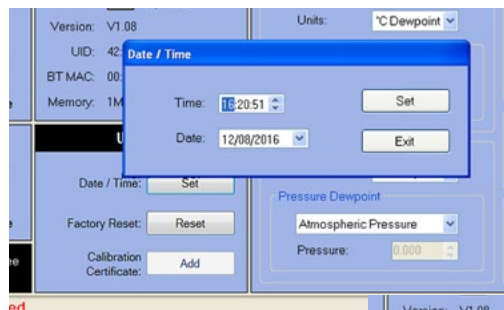 Version: V1.08
Units: °C Dewpoint
UID: 42:
Date / Time
BT MAC: 00:
Memory: 1M
Time: 16:20:51
Set
Date: 12/08/2016
Exit
Date / Time: Set
Pressure Dewpoint
Factory Reset: Reset
Atmospheric Pressure
Calibration Certificate: Add
Pressure: 0.000
Version: V1.08